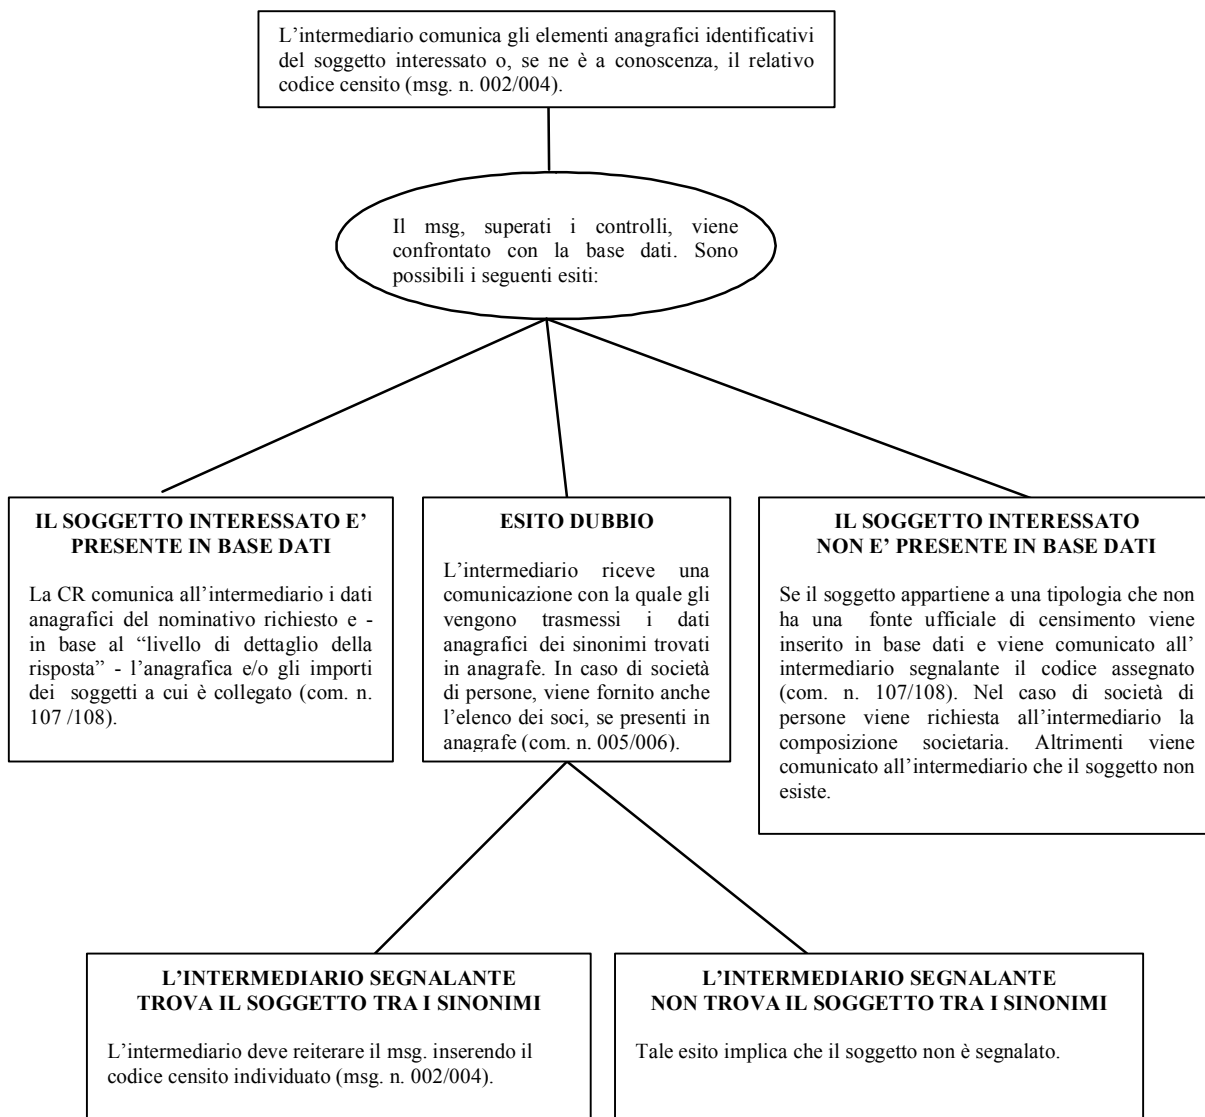 L'intermediario comunica gli elementi anagrafici identificativi
del soggetto interessato o, se ne è a conoscenza, il relativo
codice censito (msg. n. 002/004).
Il msg, superati i controlli, viene
confrontato con la base dati. Sono
possibili i seguenti esiti:
IL SOGGETTO INTERESSATO E'
PRESENTE IN BASE DATI
La CR comunica all'intermediario i dati
anagrafici del nominativo richiesto e -
in base al “livello di dettaglio della
risposta” - l'anagrafica e/o gli importi
dei soggetti a cui è collegato (com. n.
107 /108).
ESITO DUBBIO
L'intermediario riceve una
comunicazione con la quale gli
vengono trasmessi i dati
anagrafici dei sinonimi trovati
in anagrafe. In caso di società
di persone, viene fornito anche
l'elenco dei soci, se presenti in
anagrafe (com. n. 005/006).
IL SOGGETTO INTERESSATO
NON E' PRESENTE IN BASE DATI
Se il soggetto appartiene a una tipologia che non
ha una fonte ufficiale di censimento viene
inserito in base dati e viene comunicato all'
intermediario segnalante il codice assegnato
(com. n. 107/108). Nel caso di società di
persone viene richiesta all'intermediario la
composizione societaria. Altrimenti viene
comunicato all'intermediario che il soggetto non
esiste.
L'INTERMEDIARIO SEGNALANTE
TROVA IL SOGGETTO TRA I SINONIMI
L'intermediario deve reiterare il msg. inserendo il
codice censito individuato (msg. n. 002/004).
L'INTERMEDIARIO SEGNALANTE
NON TROVA IL SOGGETTO TRA I SINONIMI
Tale esito implica che il soggetto non è segnalato.